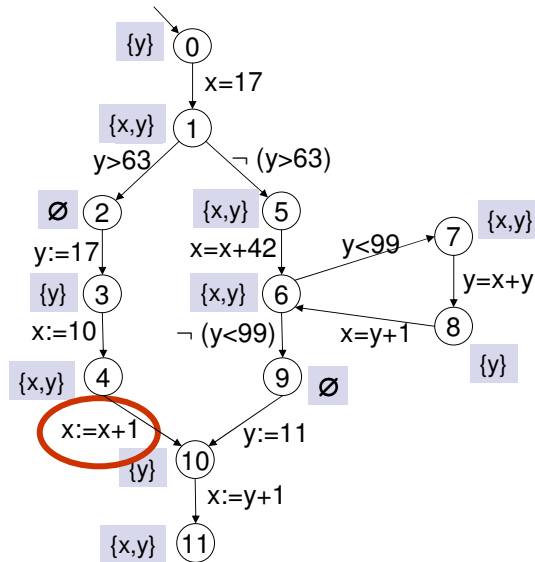 {y} 0
x=17
{x,y} 1
y>63 ¬ (y>63)
ø 2 {x,y} 5 7 {x,y}
y:=17 x=x+42 y<99 y=x+y
{y} 3 {x,y} 6 8
x:=10 ¬ (y<99) x=y+1 {y}
{x,y} 4 9 ø
x:=x+1 y:=11
{y} 10
x:=y+1
{x,y} 11